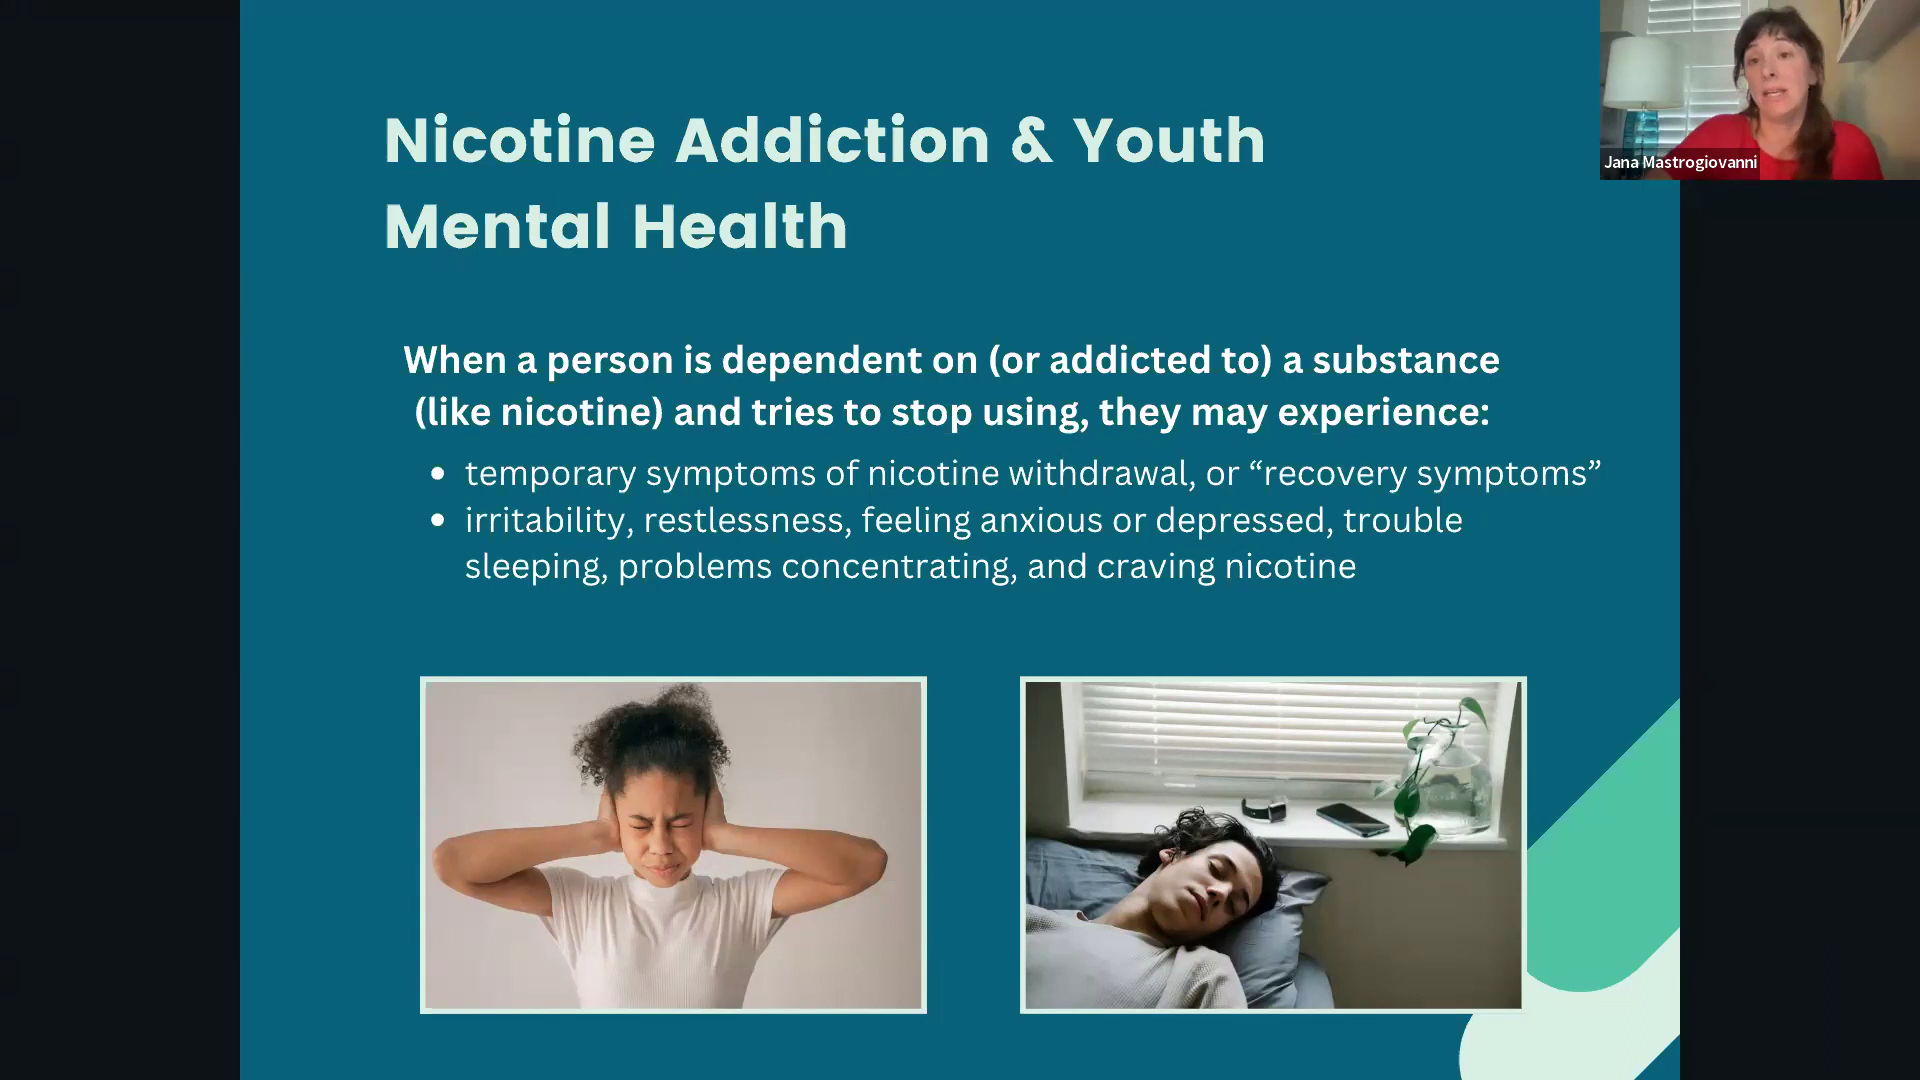 Nicotine Addiction & Youth
Mental Health
Jana Mastrogiovanni
When a person is dependent on (or addicted to) a substance
(like nicotine) and tries to stop using, they may experience:
• temporary symptoms of nicotine withdrawal, or “recovery symptoms”
• irritability, restlessness, feeling anxious or depressed, trouble
sleeping, problems concentrating, and craving nicotine